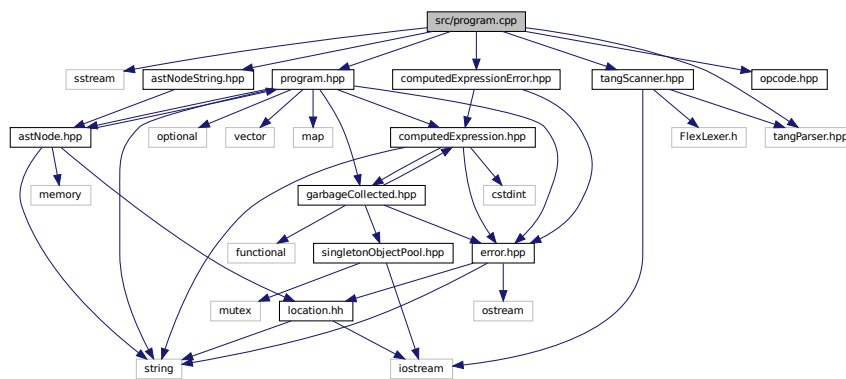 src/program.cpp
sstream
astNodeString.hpp
program.hpp
computedExpressionError.hpp
tangScanner.hpp
opcode.hpp
astNode.hpp
optional
vector
map
computedExpression.hpp
FlexLexer.h
tangParser.hpp
memory
garbageCollected.hpp
cstdint
functional
singletonObjectPool.hpp
error.hpp
mutex
location.hh
ostream
string
iostream